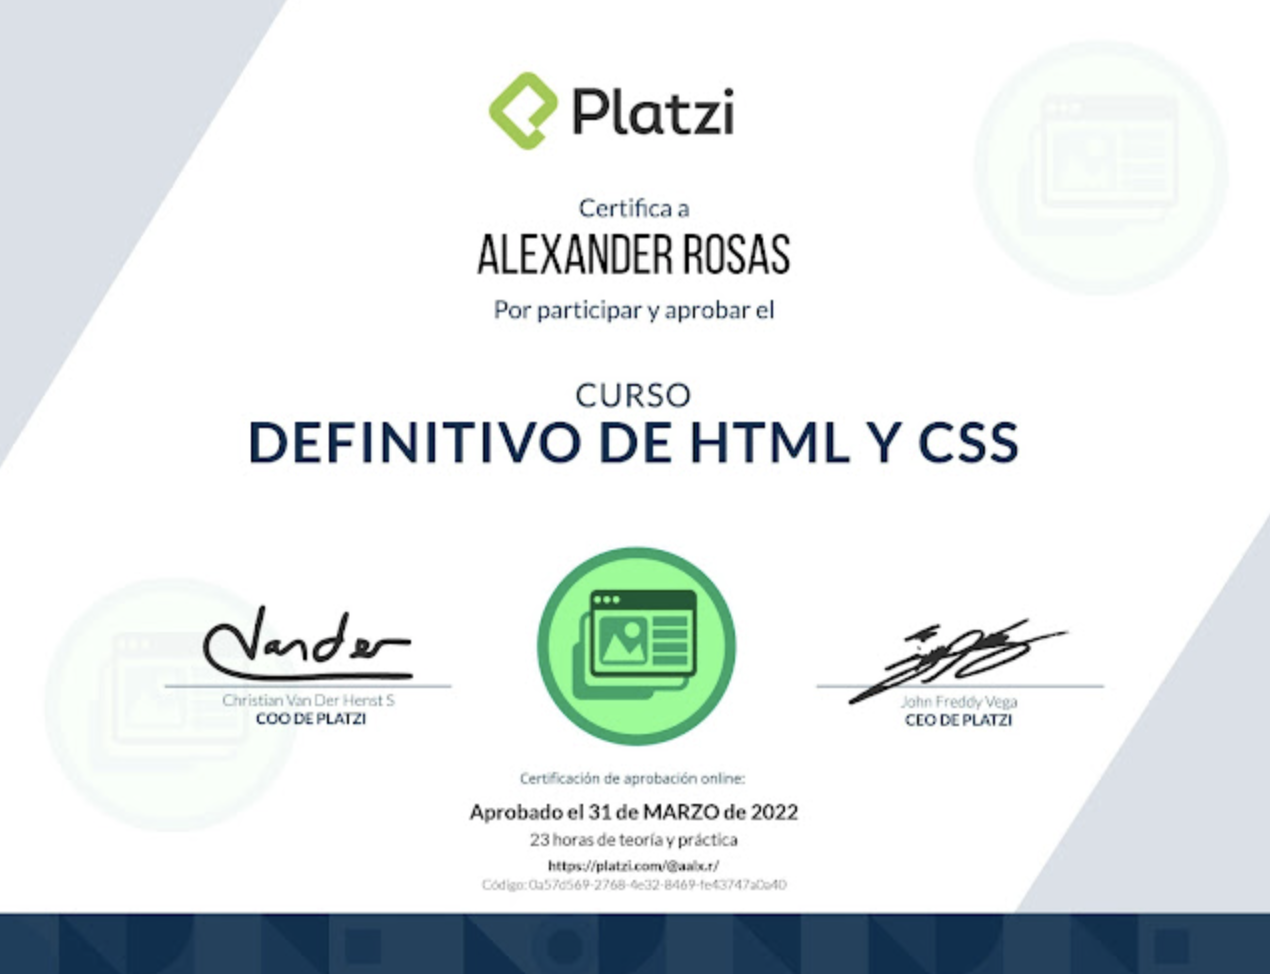 Platzi
Certifica a
ALEXANDER ROSAS
Por participar y aprobar el
CURSO
DEFINITIVO DE HTML Y CSS
Vander
Christian Van Der Henst S
COO DE PLATZI
John Freddy Vega
CEO DE PLATZI
Certificación de aprobación online:
Aprobado el 31 de MARZO de 2022
23 horas de teoría y práctica
https://platzi.com/@aalx.r/
Código: 0a57d569-2768-4e32-8469-fe43747a0a40